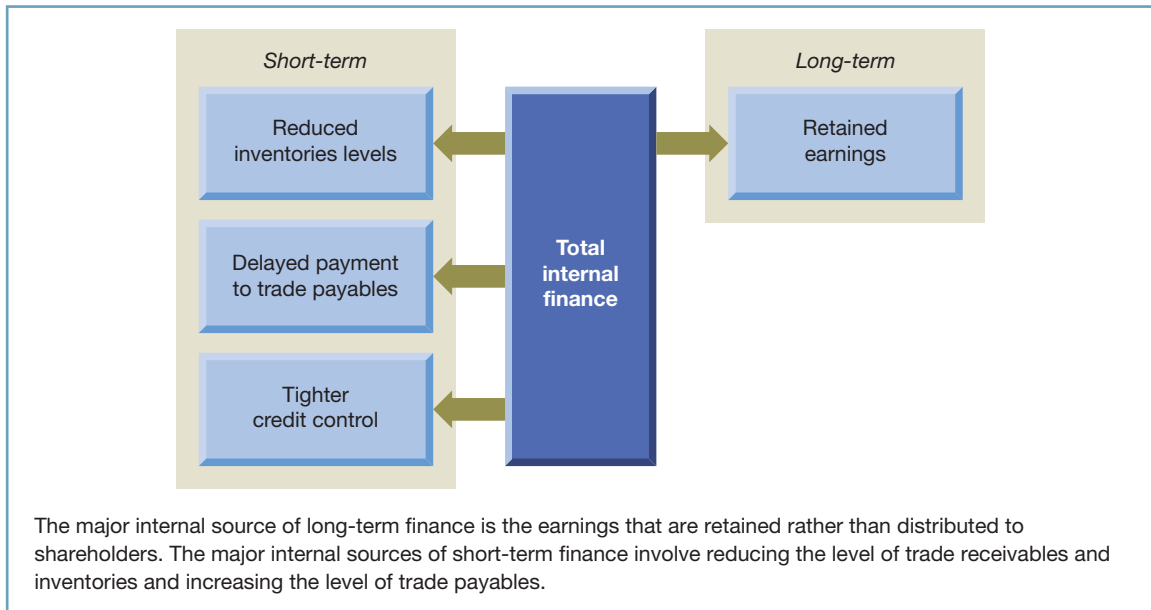 Short-term
Reduced
inventories levels
Delayed payment
to trade payables
Tighter
credit control
Total
internal
finance
Long-term
Retained
earnings
The major internal source of long-term finance is the earnings that are retained rather than distributed to
shareholders. The major internal sources of short-term finance involve reducing the level of trade receivables and
inventories and increasing the level of trade payables.